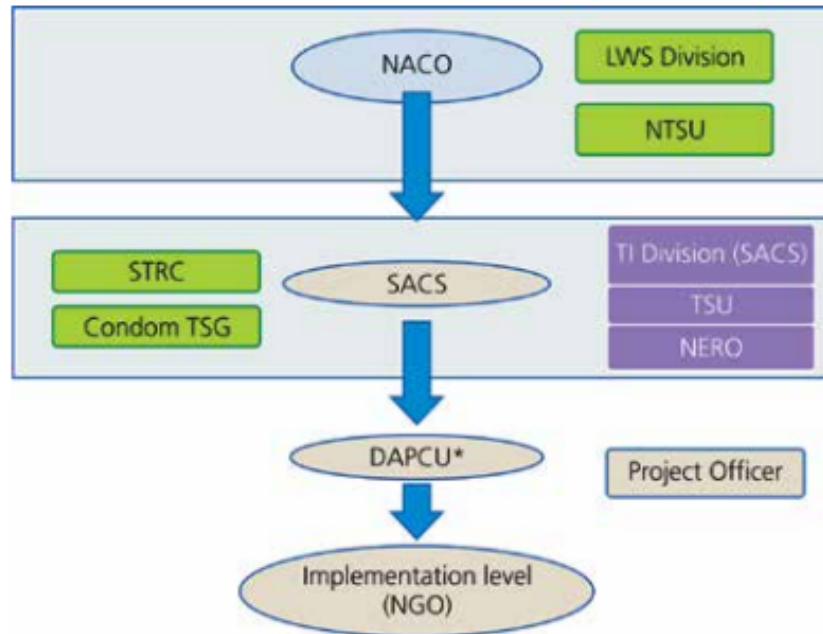 NACO
LWS Division
NTSU
STRC
Condom TSG
SACS
TI Division (SACS)
TSU
NERO
DAPCU*
Project Officer
Implementation level
(NGO)